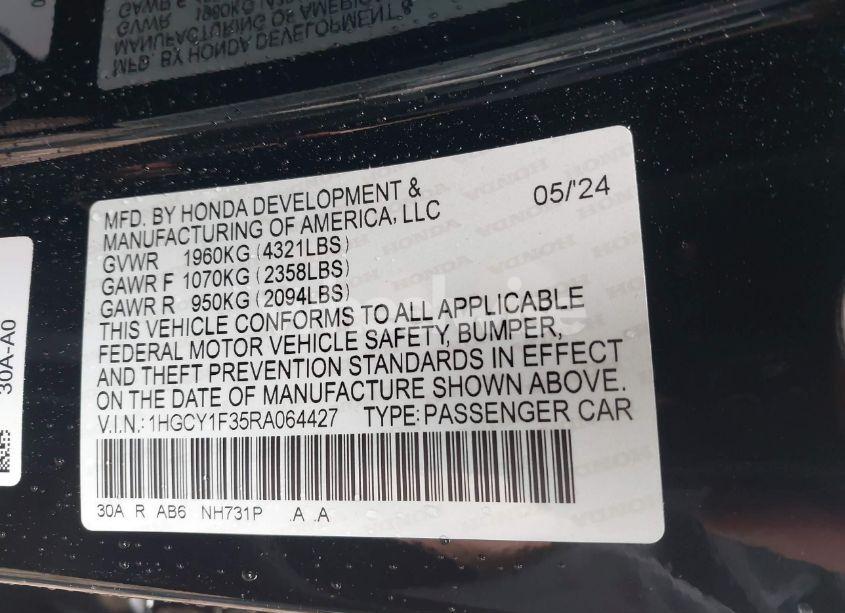 MFD. BY HONDA DEVELOPMENT & 05/'24
MANUFACTURING OF AMERICA, LLC
GVWR 1960KG (4321LBS)
GAWR F 1070KG (2358LBS)
GAWR R 950KG (2094LBS)
THIS VEHICLE CONFORMS TO ALL APPLICABLE
FEDERAL MOTOR VEHICLE SAFETY, BUMPER,
AND THEFT PREVENTION STANDARDS IN EFFECT
ON THE DATE OF MANUFACTURE SHOWN ABOVE.
V.I.N.: 1HGCY1F35RA064427 TYPE: PASSENGER CAR
30A R AB6 NH731P .A .A
30A-A0